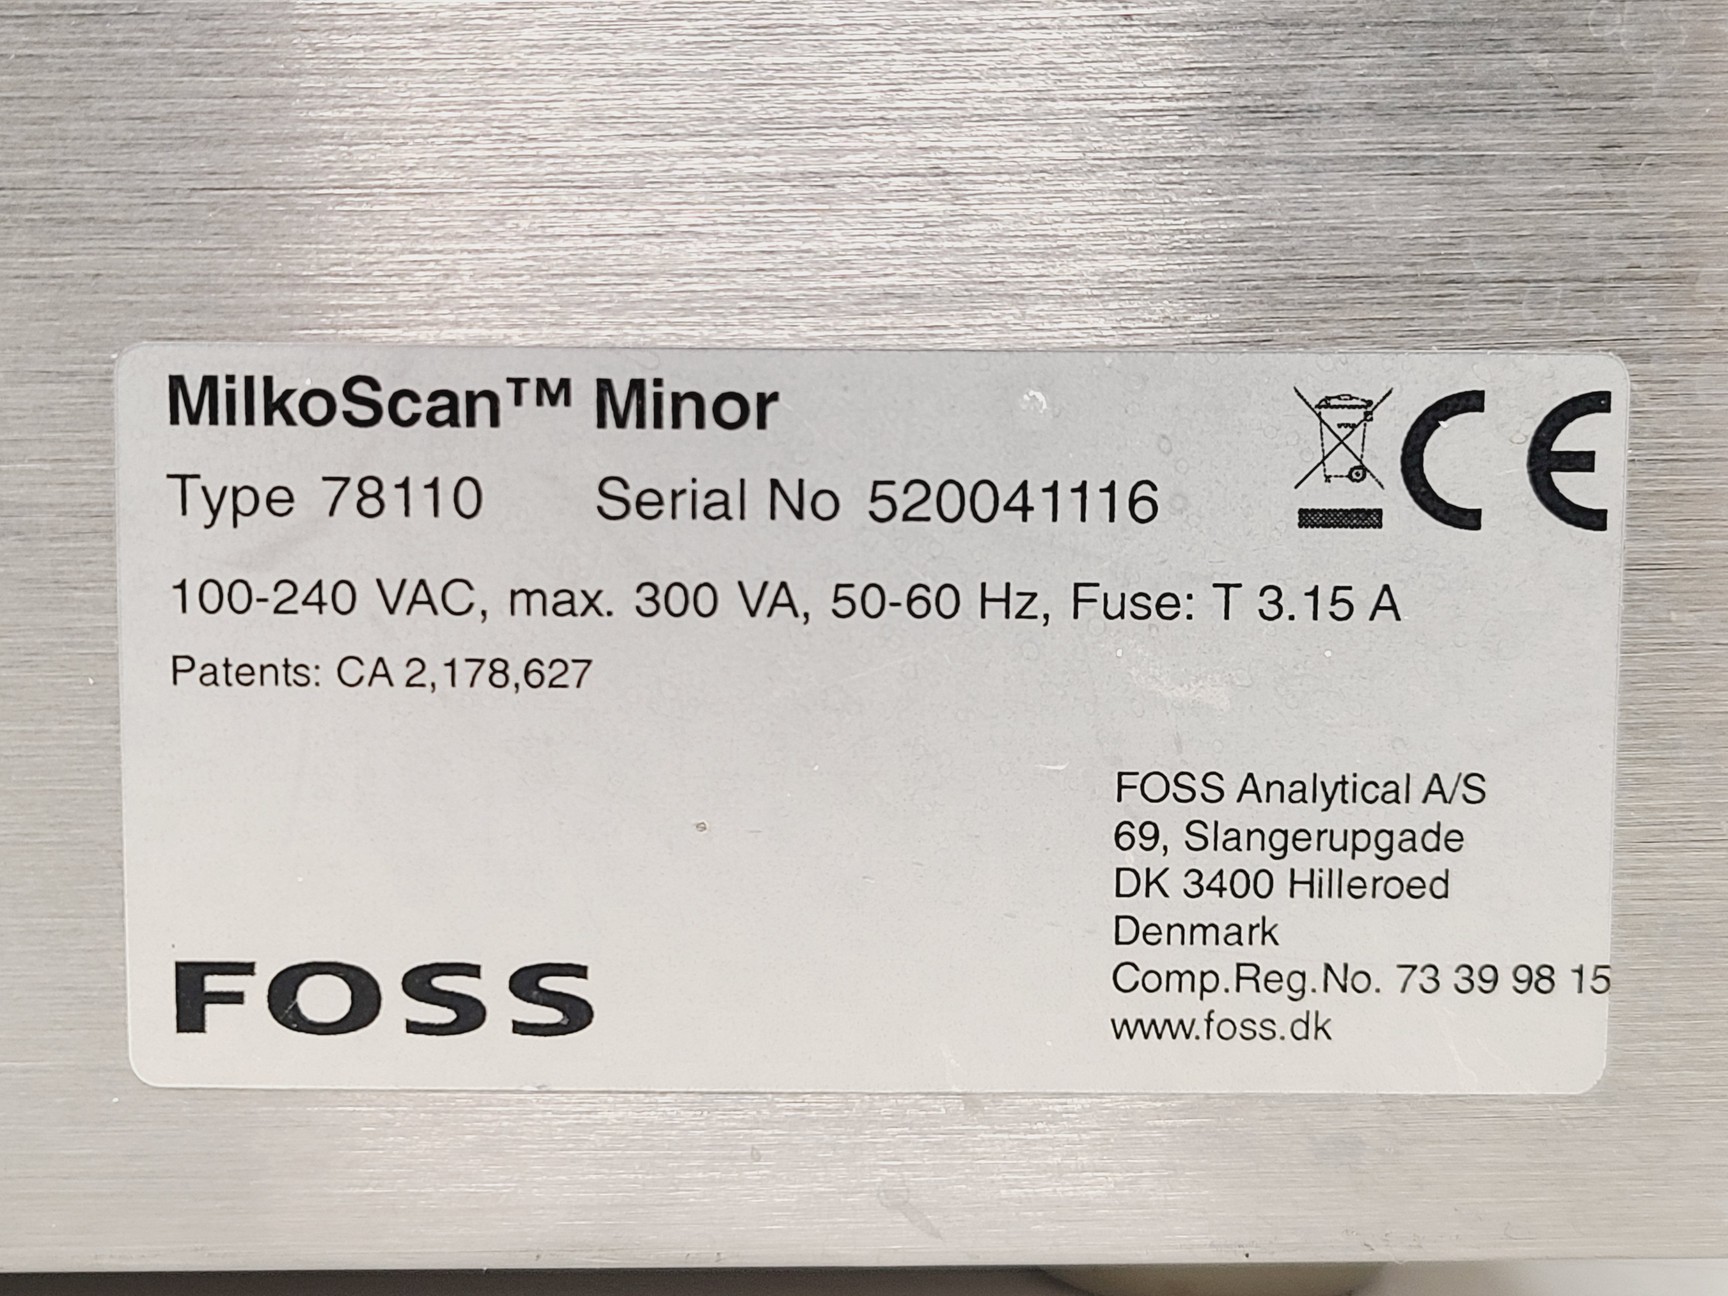 MilkoScan™ Minor
Type 78110 Serial No 520041116
100-240 VAC, max. 300 VA, 50-60 Hz, Fuse: T 3.15 A
Patents: CA 2,178,627
CE
FOSS Analytical A/S
69, Slangerupgade
DK 3400 Hilleroed
Denmark
Comp.Reg.No. 73 39 98 15
www.foss.dk
FOSS